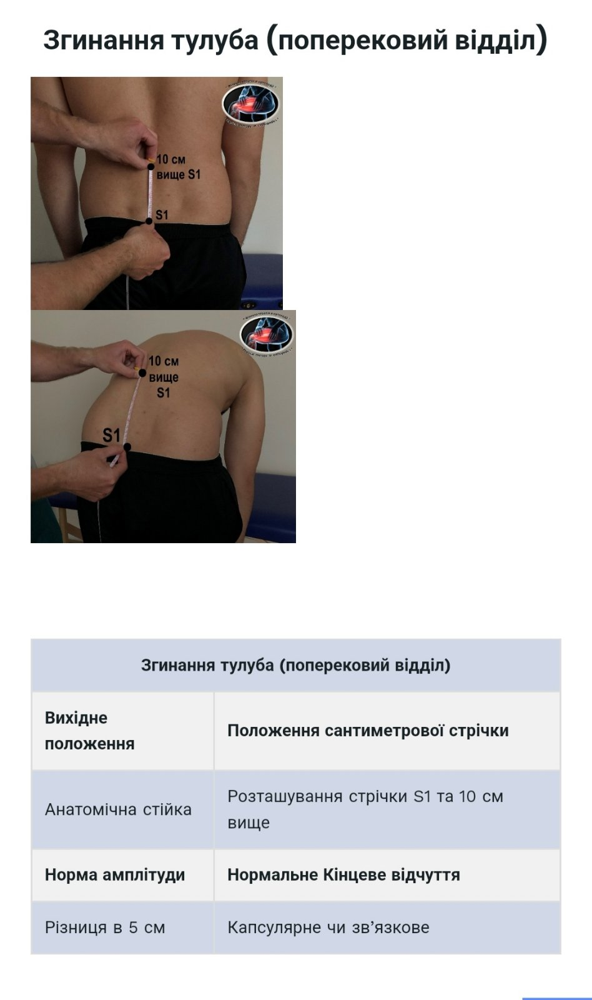 Згинання тулуба (поперековий відділ)
10 см
вище S1
S1
10 см
вище
S1
S1
Згинання тулуба (поперековий відділ)
Вихідне
положення
Положення сантиметрової стрічки
Анатомічна стійка
Розташування стрічки S1 та 10 см
вище
Норма амплітуди
Нормальне Кінцеве відчуття
Різниця в 5 см
Капсулярне чи зв’язкове